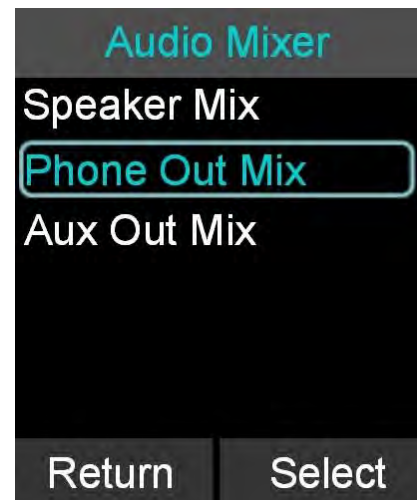 Audio Mixer
Speaker Mix
Phone Out Mix
Aux Out Mix
Return Select